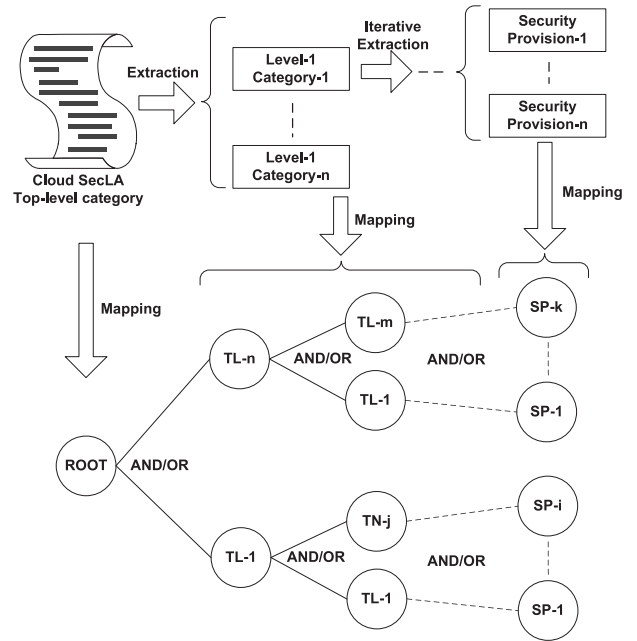 Iterative
Extraction
Security
Provision-1
Extraction
Level-1
Category-1
Security
Provision-n
Level-1
Category-n
Cloud SecLA
Top-level category
Mapping
Mapping
Mapping
SP-k
TL-m
TL-n
AND/OR
AND/OR
TL-1
SP-1
ROOT
AND/OR
SP-i
TN-j
TL-1
AND/OR
AND/OR
TL-1
SP-1